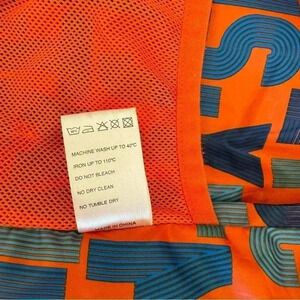 MACHINE WASH UP TO 40°C
IRON UP TO 110°C
DO NOT BLEACH
NO DRY CLEAN
NO TUMBLE DRY
MADE IN CHINA